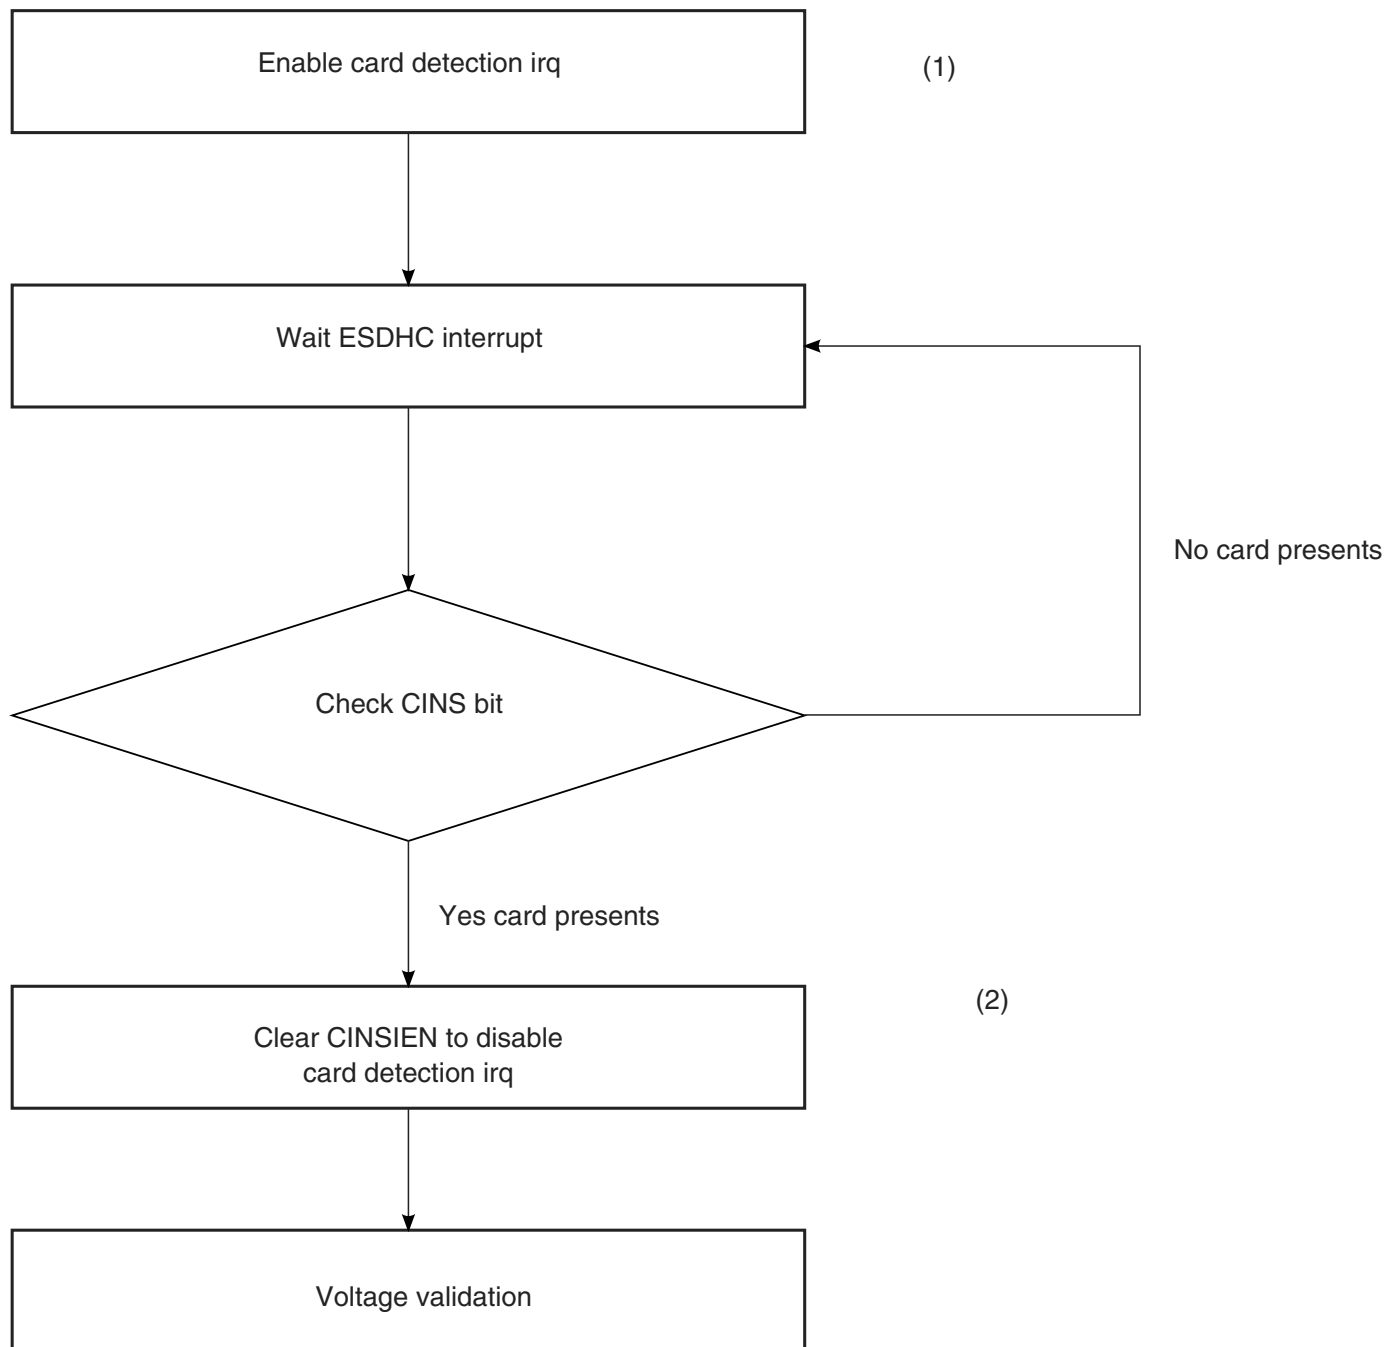 Enable card detection irq
(1)
Wait ESDHC interrupt
No card presents
Check CINS bit
Yes card presents
(2)
Clear CINSIEN to disable
card detection irq
Voltage validation